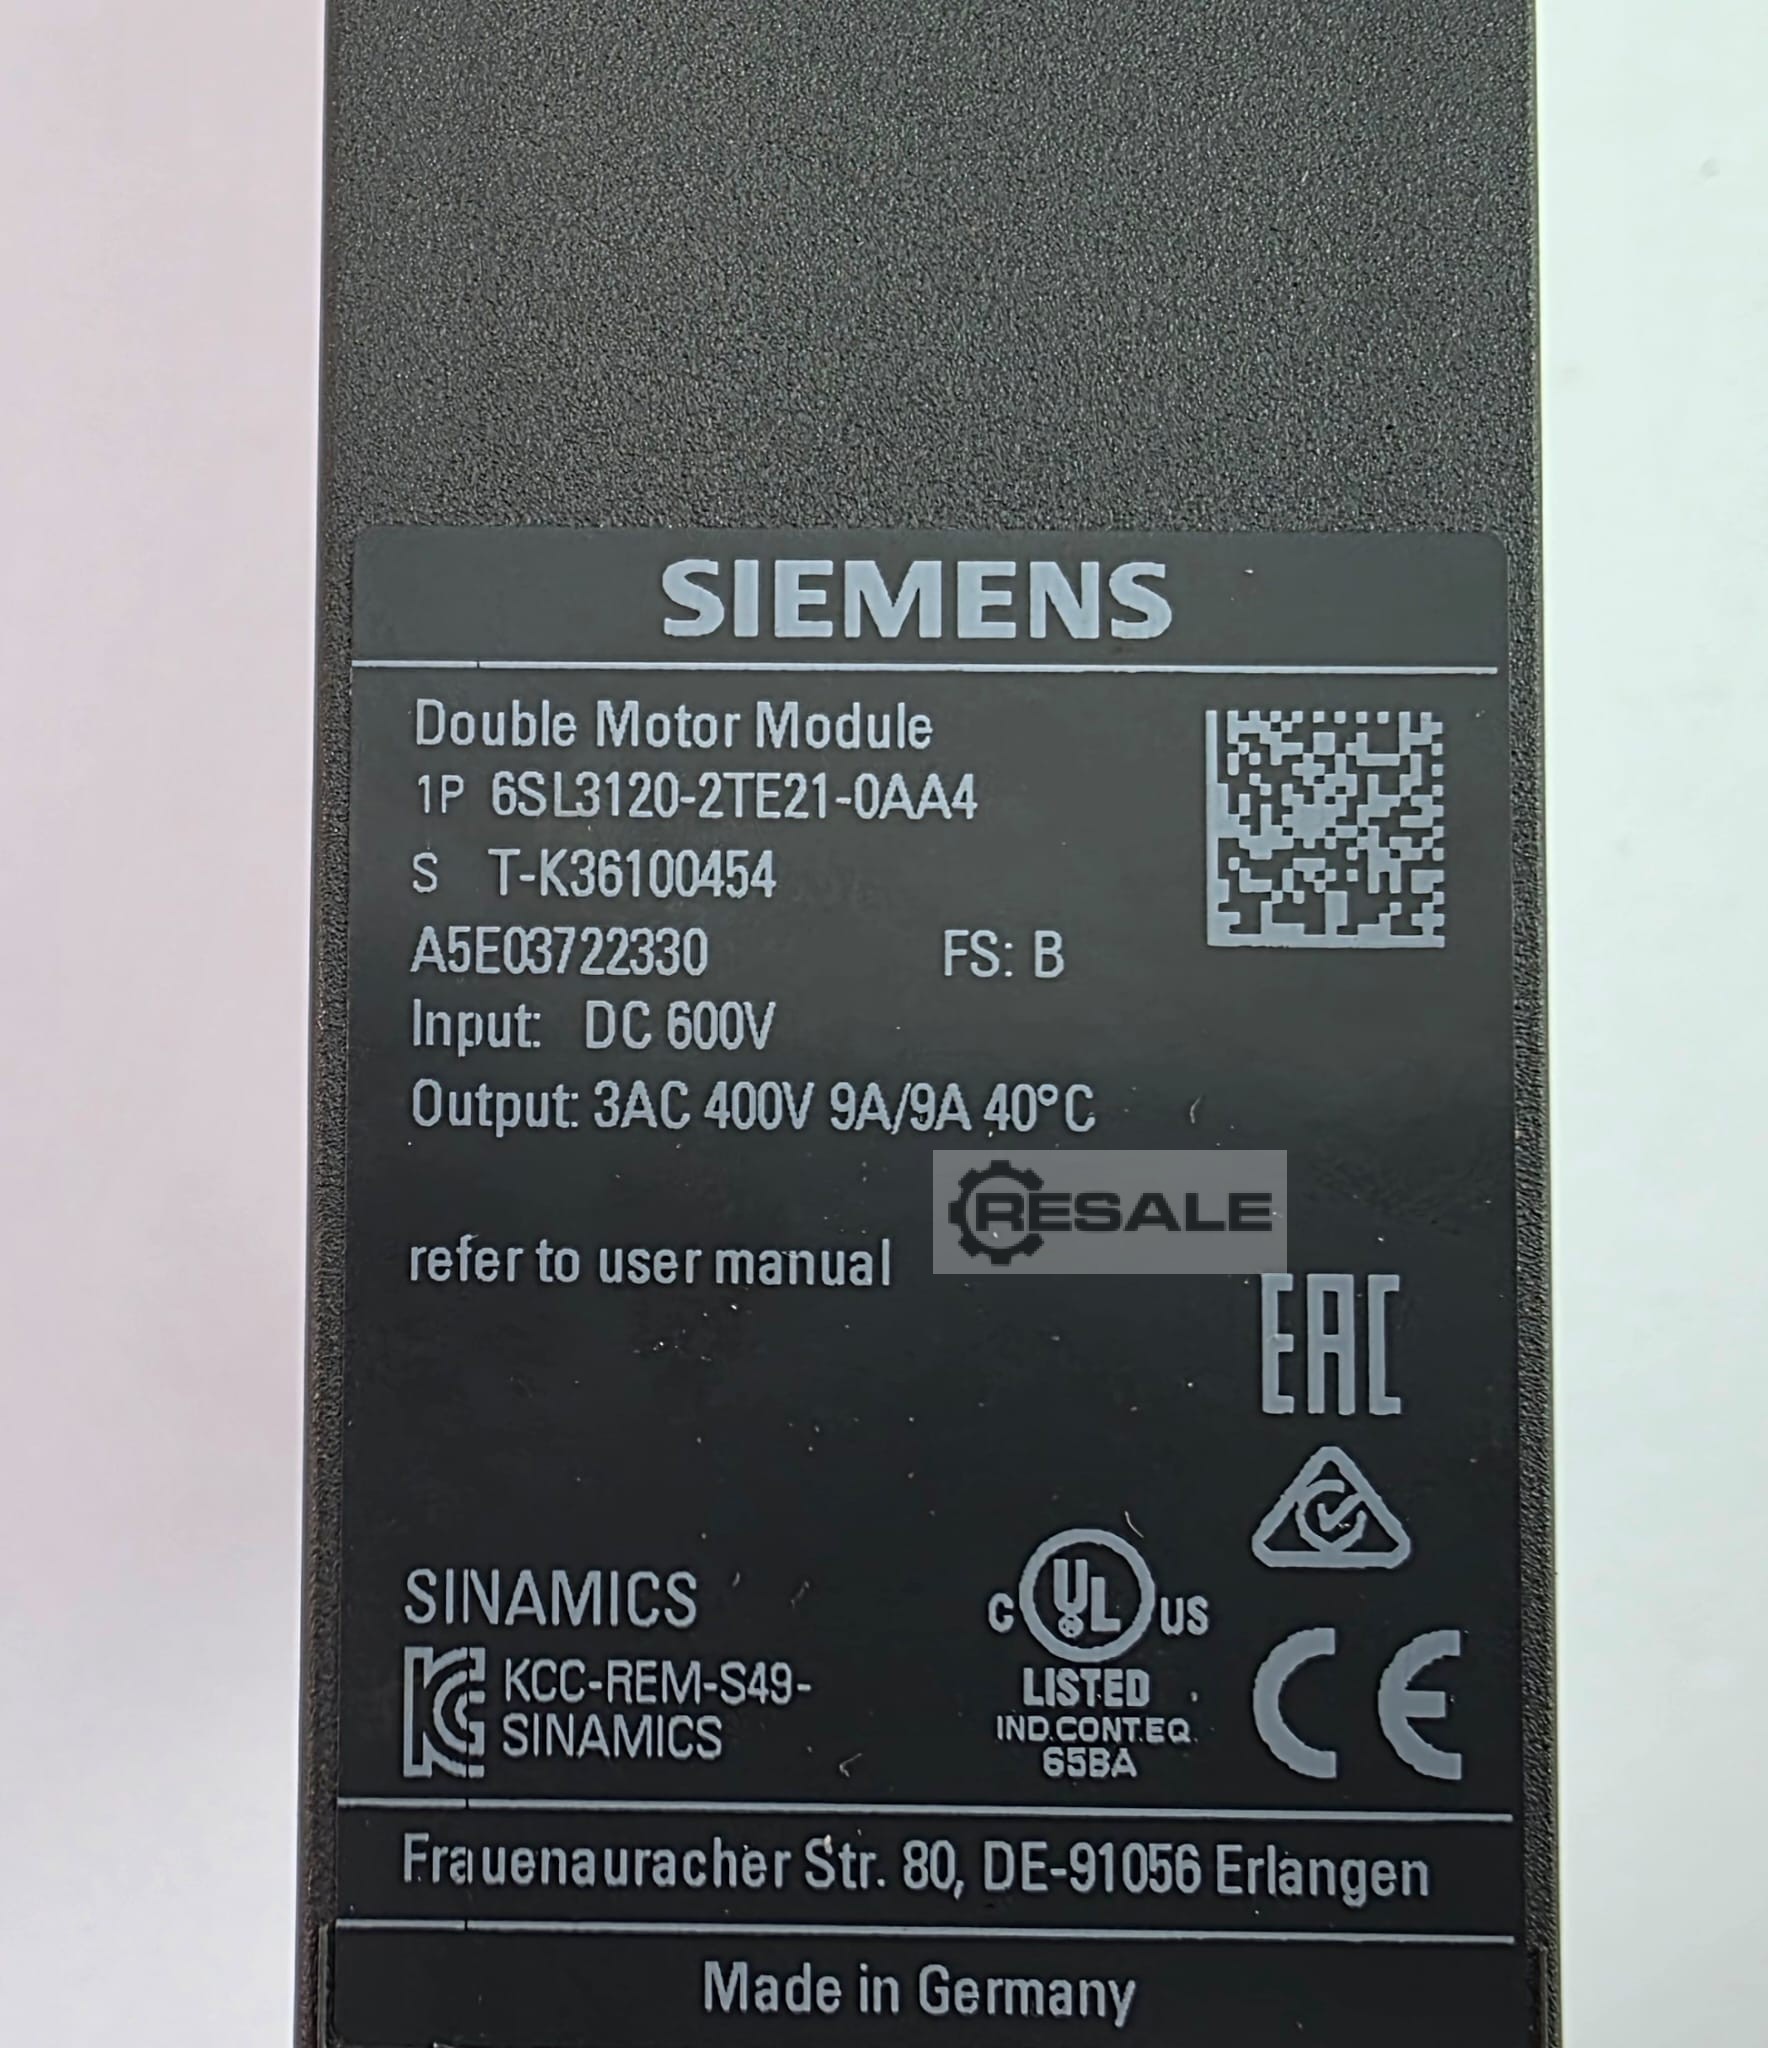 SIEMENS
Double Motor Module
1P 6SL3120-2TE21-0AA4
S T-K36100454
A5E03722330 FS: B
Input: DC 600V
Output: 3AC 400V 9A/9A 40°C
RESALE
refer to user manual
EAC
SINAMICS
C UL US
LISTED
IND.CONT.EQ.
65BA
KCC-REM-S49-
SINAMICS
CE
Frauenauracher Str. 80, DE-91056 Erlangen
Made in Germany